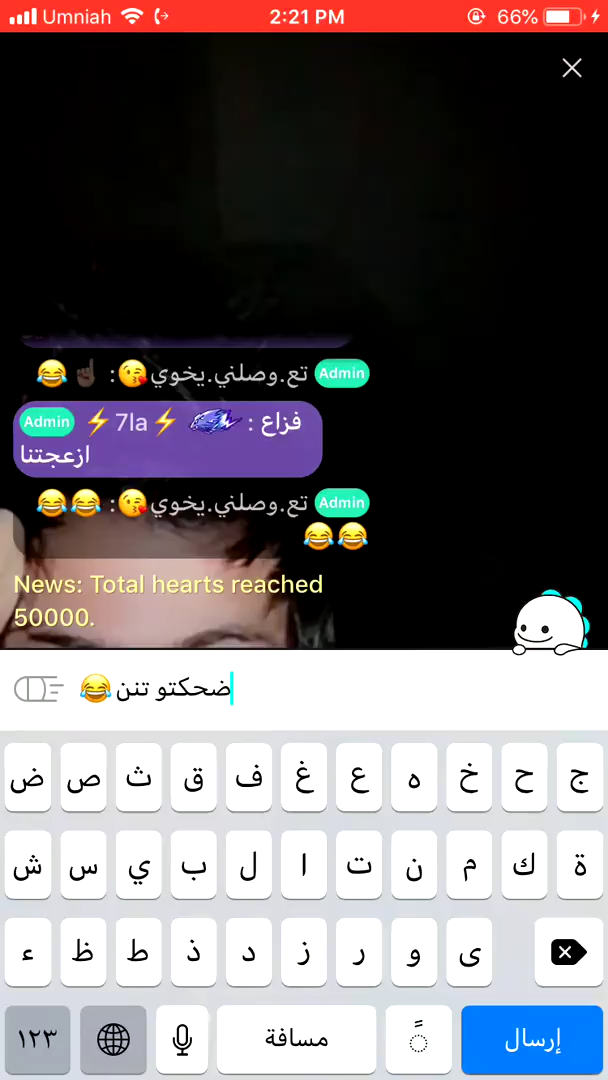 Umniah 2:21 PM 66%
Admin تع.وصلني.يخوي😘: ☝🏿😂
Admin ⚡7la⚡ فزاع :
ازعجتنا
Admin تع.وصلني.يخوي😘: 😂😂
😂😂
News: Total hearts reached
50000.
ضحكتو تنن😂
ض ص ث ق ف غ ع ه خ ح ج
ش س ي ب ل ا ت ن م ك ة
ء ظ ط ذ د ز ر و ى
١٢٣ مسافة إرسال